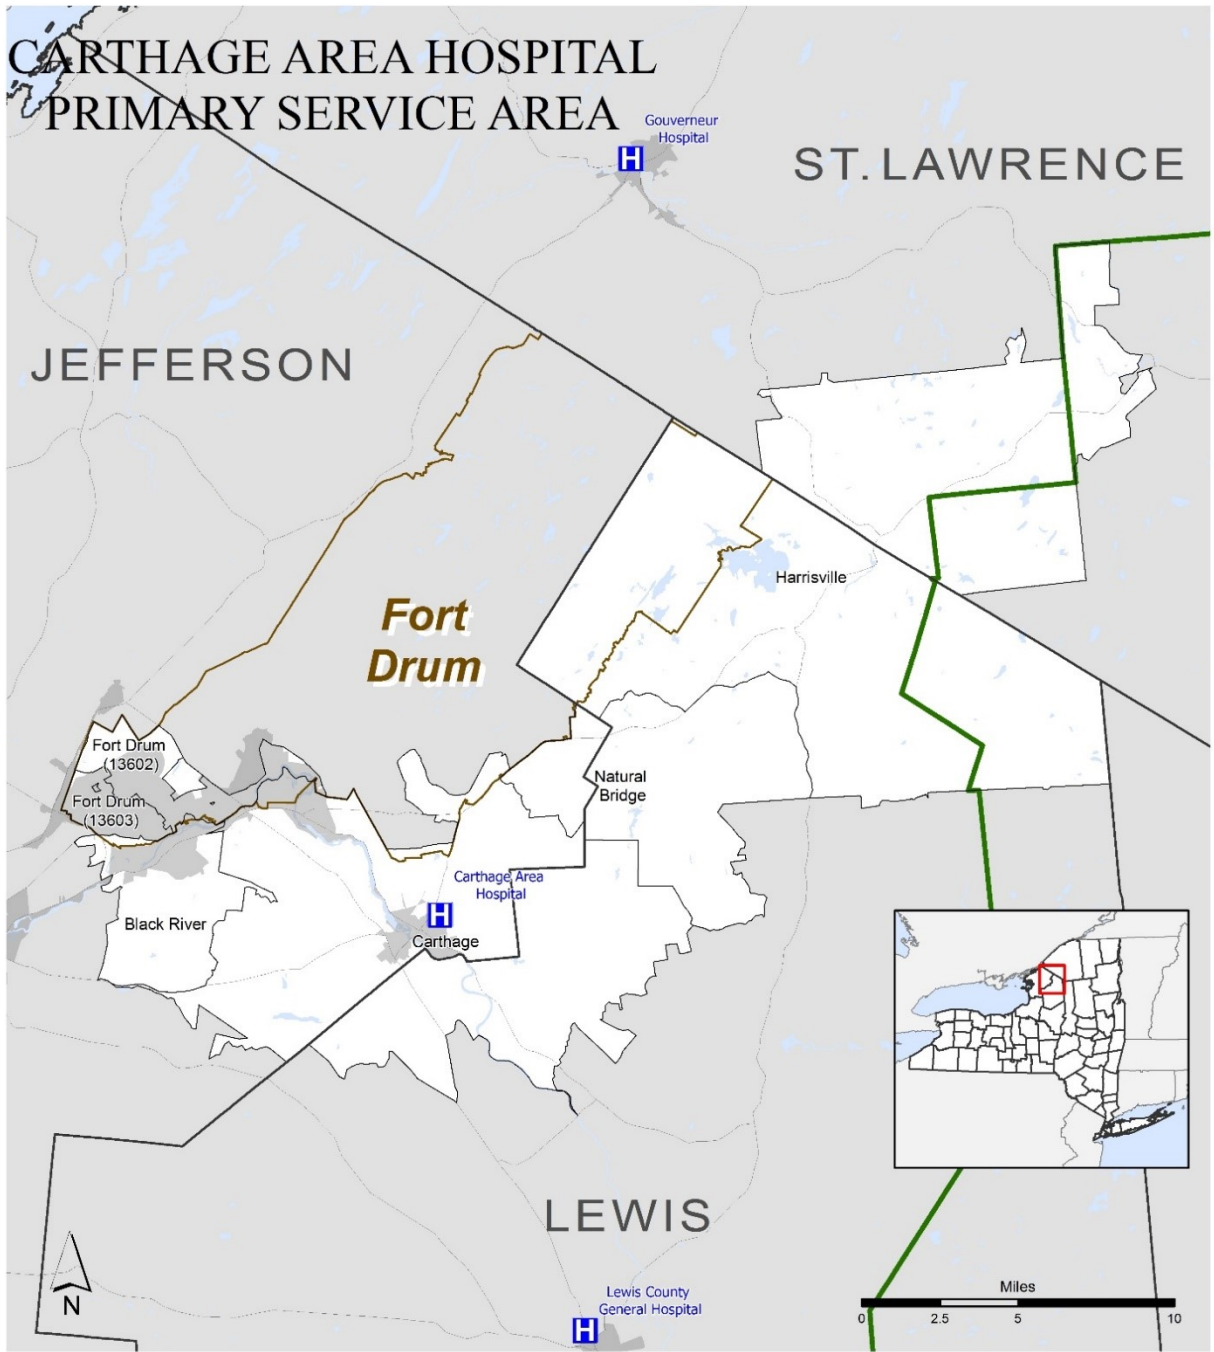 CARTHAGE AREA HOSPITAL
PRIMARY SERVICE AREA
Gouverneur
Hospital
H
ST. LAWRENCE
JEFFERSON
Fort
Drum
Harrisville
Fort Drum
(13602)
Fort Drum
(13603)
Natural
Bridge
Carthage Area
Hospital
H
Carthage
Black River
LEWIS
Lewis County
General Hospital
H
N
Miles
0 2.5 5 10